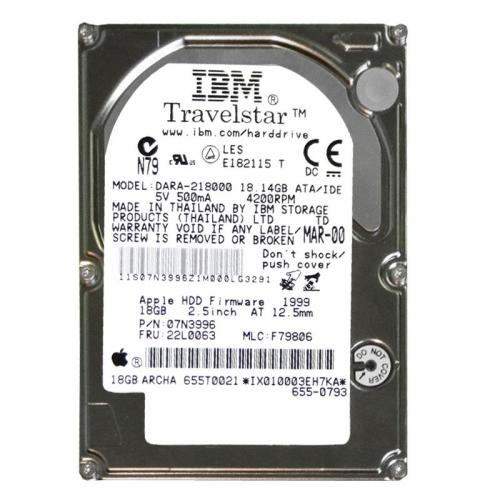 IBM®
Travelstar™
www.ibm.com/harddrive
N79
LES
E182115 T
CE
DC
MODEL:DARA-218000 18.14GB ATA/IDE
5V 500mA 4200RPM
MADE IN THAILAND BY IBM STORAGE
PRODUCTS (THAILAND) LTD TD
WARRANTY VOID IF ANY LABEL/
SCREW IS REMOVED OR BROKEN MAR-00
Don't shock/
push cover
11S07N3996Z1M000LG3291
Apple HDD Firmware 1999
18GB 2.5inch AT 12.5mm
P/N:07N3996
FRU:22L0063 MLC:F79806
®
18GB ARCHA 655T0021 *IX010003EH7KA*
655-0793
DO NOT
COVER